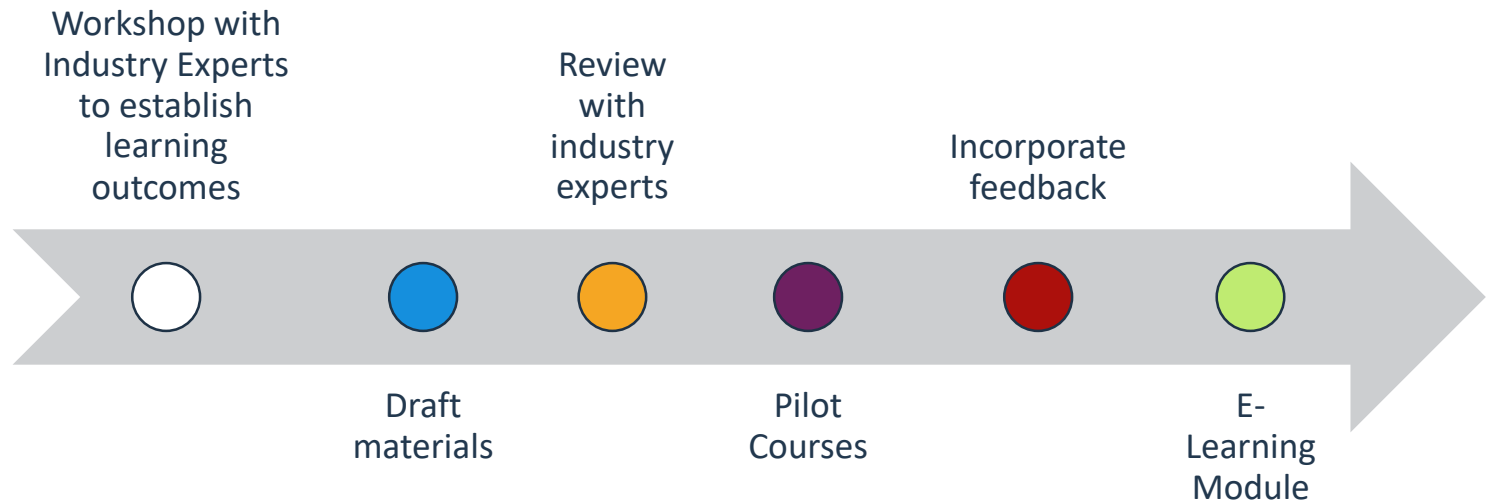 Workshop with
Industry Experts
to establish
learning
outcomes
Draft
materials
Review
with
industry
experts
Pilot
Courses
Incorporate
feedback
E-
Learning
Module